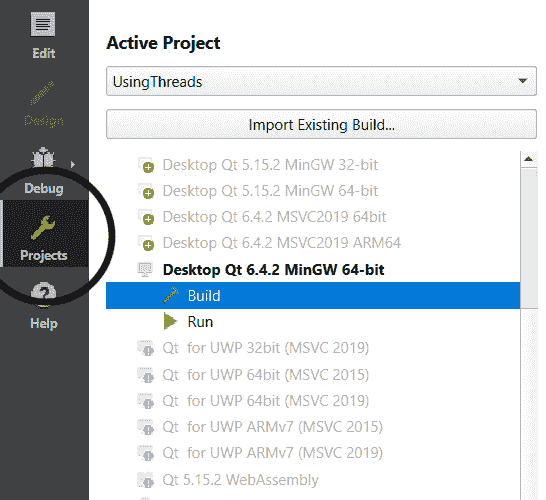 Edit
Design
Debug
Projects
Help
Active Project
UsingThreads
Import Existing Build...
Desktop Qt 5.15.2 MinGW 32-bit
Desktop Qt 5.15.2 MinGW 64-bit
Desktop Qt 6.4.2 MSVC2019 64bit
Desktop Qt 6.4.2 MSVC2019 ARM64
Desktop Qt 6.4.2 MinGW 64-bit
Build
Run
Qt for UWP 32bit (MSVC 2019)
Qt for UWP 64bit (MSVC 2015)
Qt for UWP 64bit (MSVC 2019)
Qt for UWP ARMv7 (MSVC 2015)
Qt for UWP ARMv7 (MSVC 2019)
Qt 5.15.2 WebAssembly